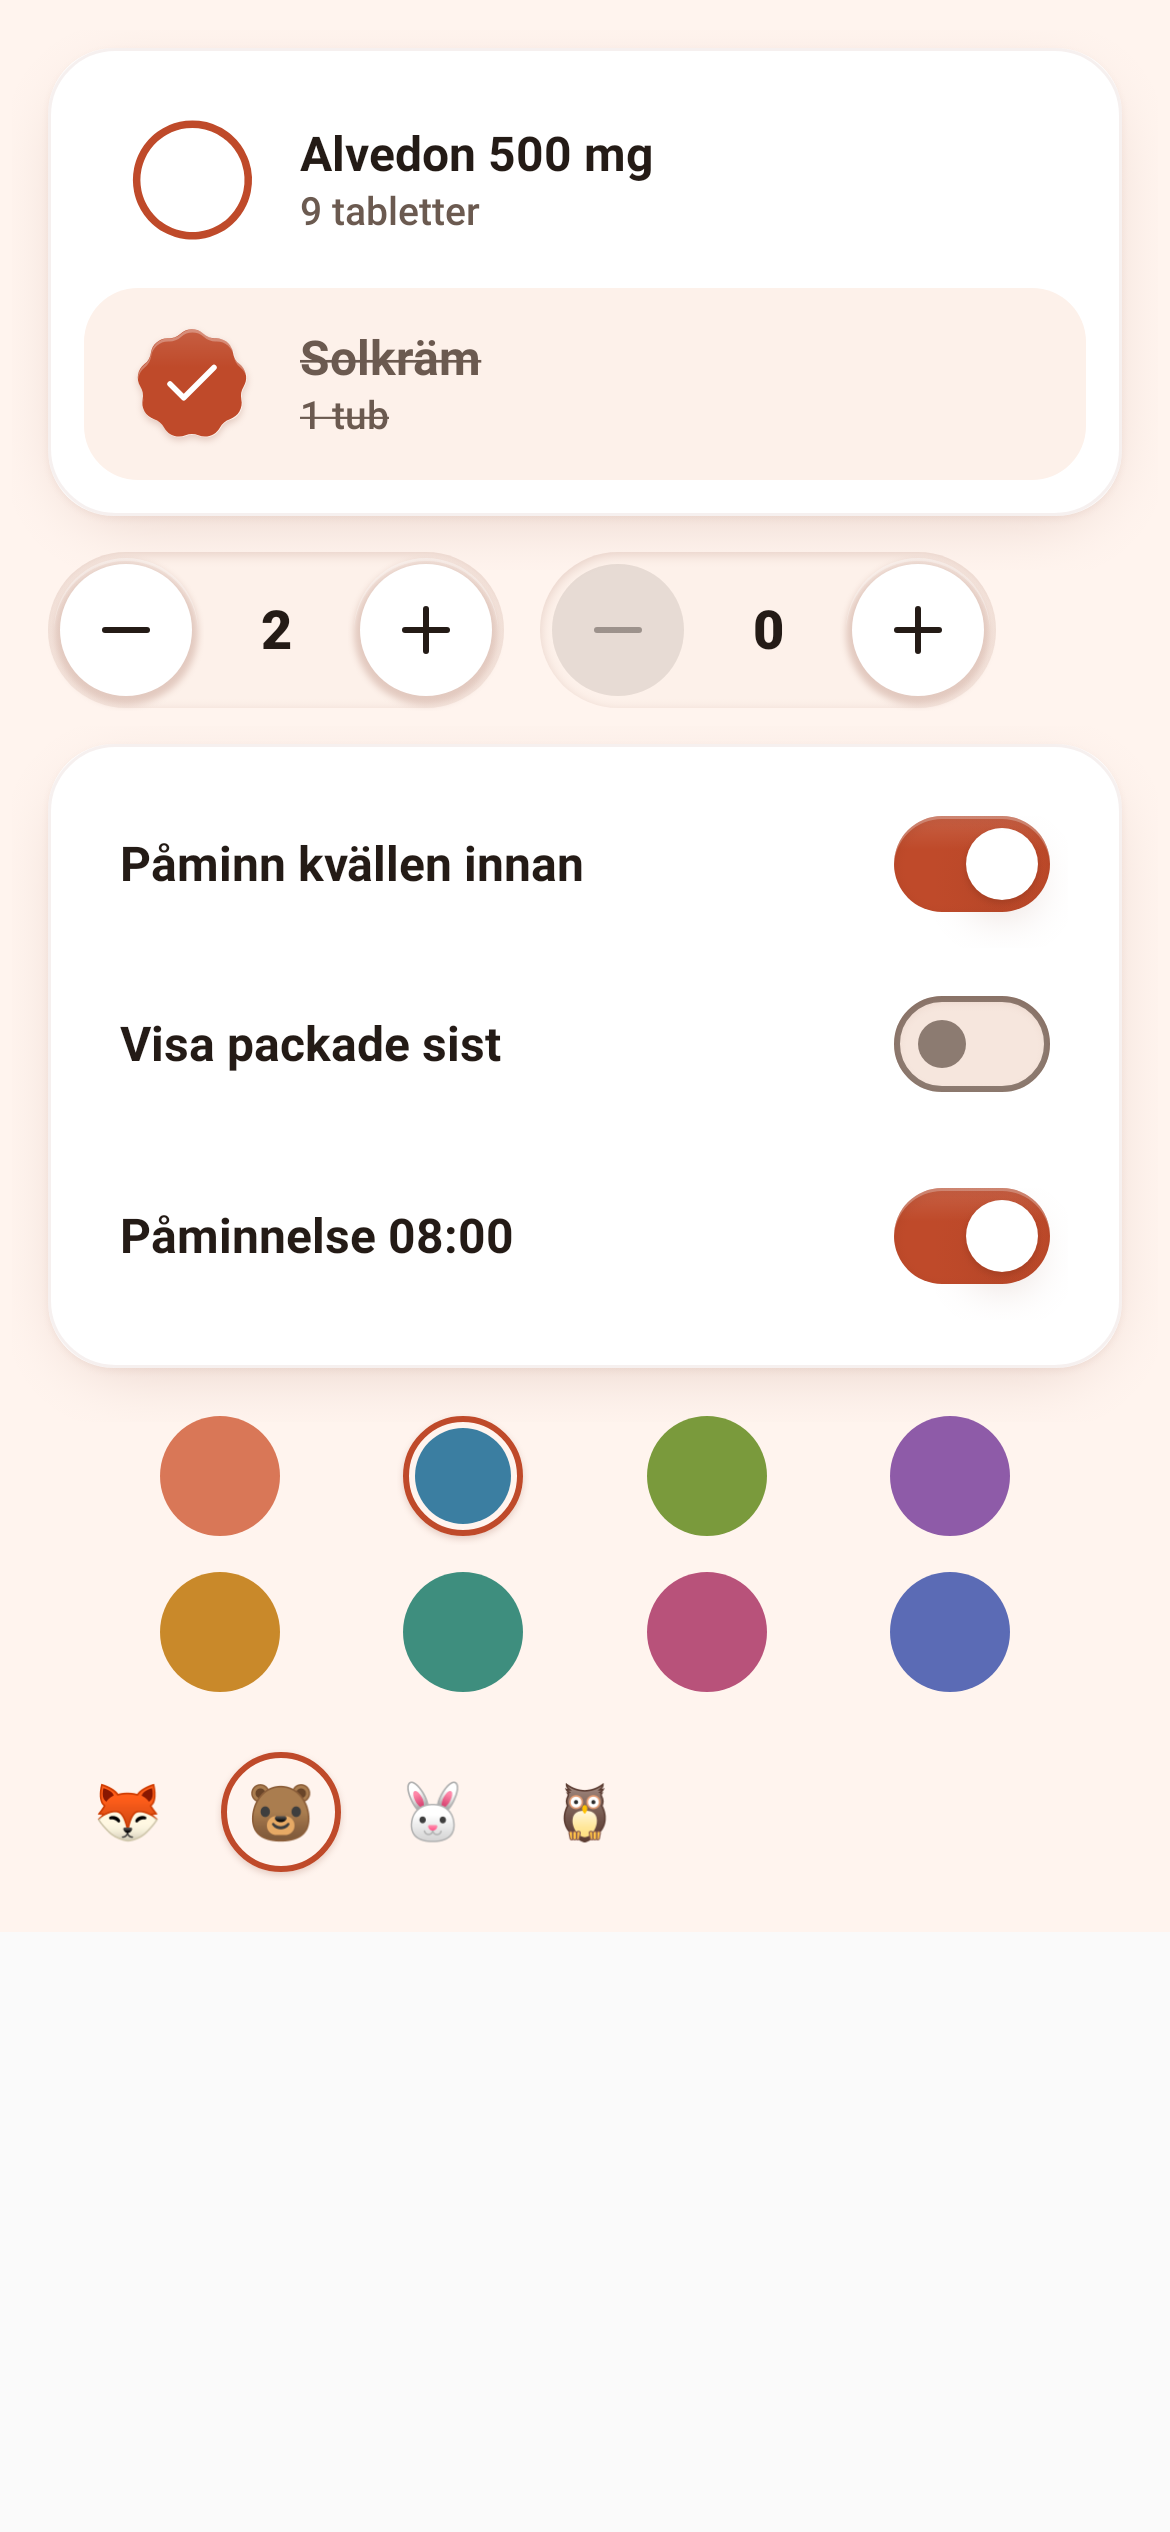 Alvedon 500 mg
9 tabletter
Solkräm
1 tub
2
0
Påminn kvällen innan
Visa packade sist
Påminnelse 08:00